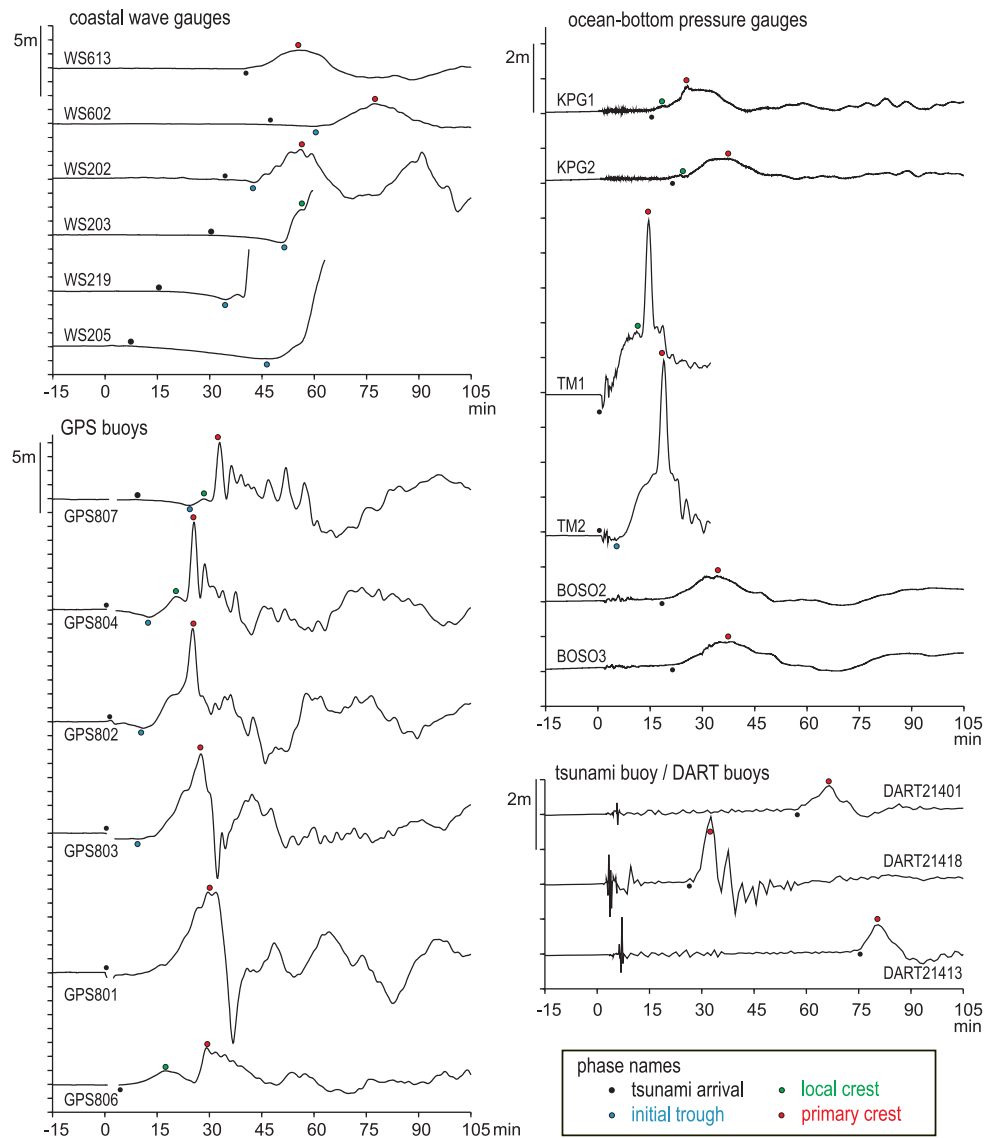 coastal wave gauges
5m
WS613
WS602
WS202
WS203
WS219
WS205
-15 0 15 30 45 60 75 90 105
min
GPS buoys
5m
GPS807
GPS804
GPS802
GPS803
GPS801
GPS806
-15 0 15 30 45 60 75 90 105 min
ocean-bottom pressure gauges
2m
KPG1
KPG2
TM1
TM2
BOSO2
BOSO3
-15 0 15 30 45 60 75 90 105
min
tsunami buoy / DART buoys
2m
DART21401
DART21418
DART21413
-15 0 15 30 45 60 75 90 105
min
phase names
tsunami arrival
local crest
initial trough
primary crest